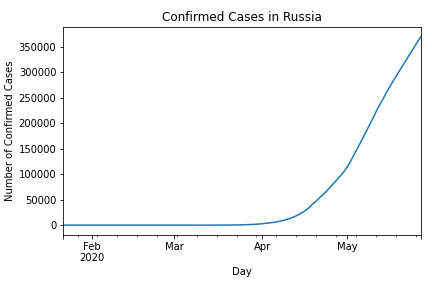 Confirmed Cases in Russia
Number of Confirmed Cases
350000
300000
250000
200000
150000
100000
50000
0
Feb
2020
Mar
Apr
May
Day